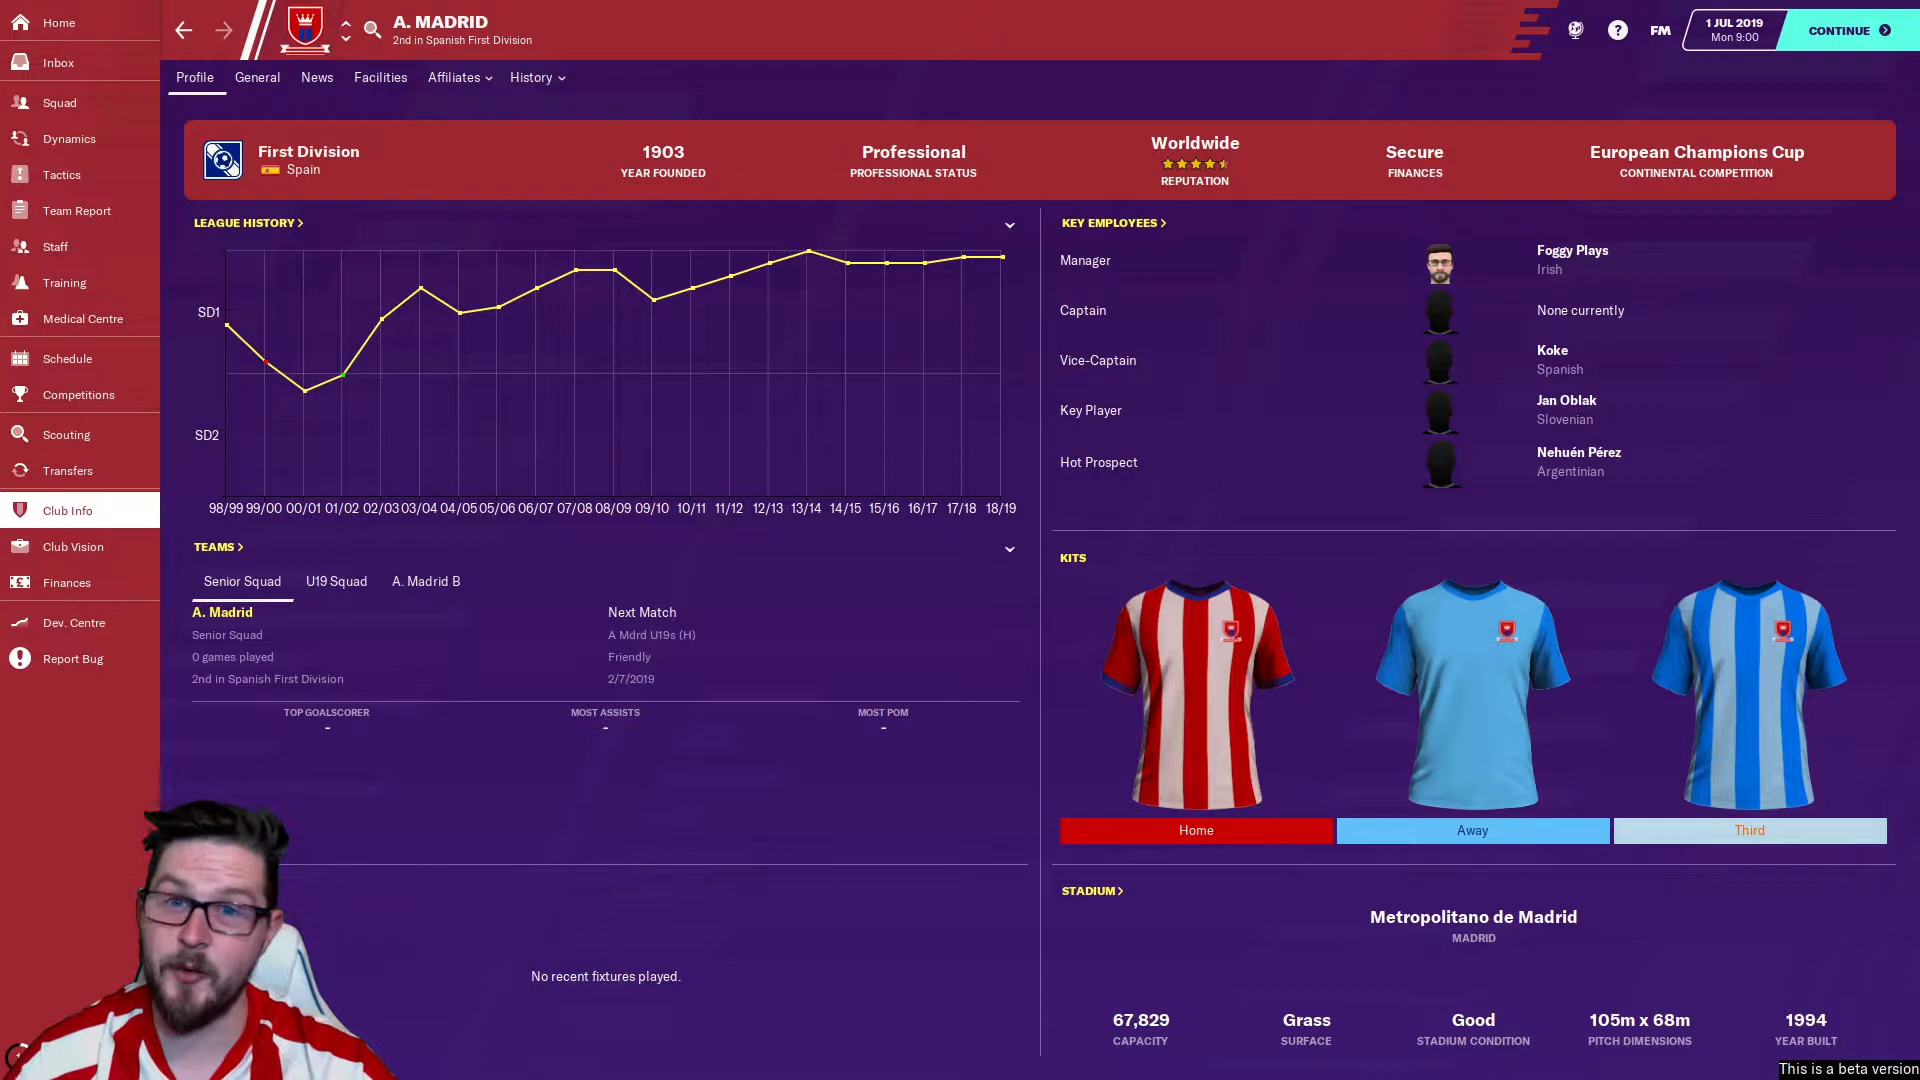 Home
Inbox
Squad
Dynamics
Tactics
Team Report
Staff
Training
Medical Centre
Schedule
Competitions
Scouting
Transfers
Club Info
Club Vision
Finances
Dev. Centre
Report Bug
A. MADRID
2nd in Spanish First Division
?
FM
1 JUL 2019
Mon 9:00
CONTINUE
Profile General News Facilities Affiliates History
First Division
Spain
1903
YEAR FOUNDED
Professional
PROFESSIONAL STATUS
Worldwide
REPUTATION
Secure
FINANCES
European Champions Cup
CONTINENTAL COMPETITION
LEAGUE HISTORY >
SD1
SD2
98/99 99/00 00/01 01/02 02/03 03/04 04/05 05/06 06/07 07/08 08/09 09/10 10/11 11/12 12/13 13/14 14/15 15/16 16/17 17/18 18/19
TEAMS >
Senior Squad U19 Squad A. Madrid B
A. Madrid
Senior Squad
0 games played
2nd in Spanish First Division
Next Match
A Mdrd U19s (H)
Friendly
2/7/2019
TOP GOALSCORER
-
MOST ASSISTS
-
MOST POM
-
No recent fixtures played.
KEY EMPLOYEES >
Manager
Foggy Plays
Irish
Captain
None currently
Vice-Captain
Koke
Spanish
Key Player
Jan Oblak
Slovenian
Hot Prospect
Nehuén Pérez
Argentinian
KITS
Home
Away
Third
STADIUM >
Metropolitano de Madrid
MADRID
67,829
CAPACITY
Grass
SURFACE
Good
STADIUM CONDITION
105m x 68m
PITCH DIMENSIONS
1994
YEAR BUILT
This is a beta version